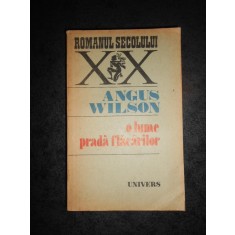 ROMANUL SECOLULUI
XX
ANGUS
WILSON
o lume
pradă flăcărilor
UNIVERS